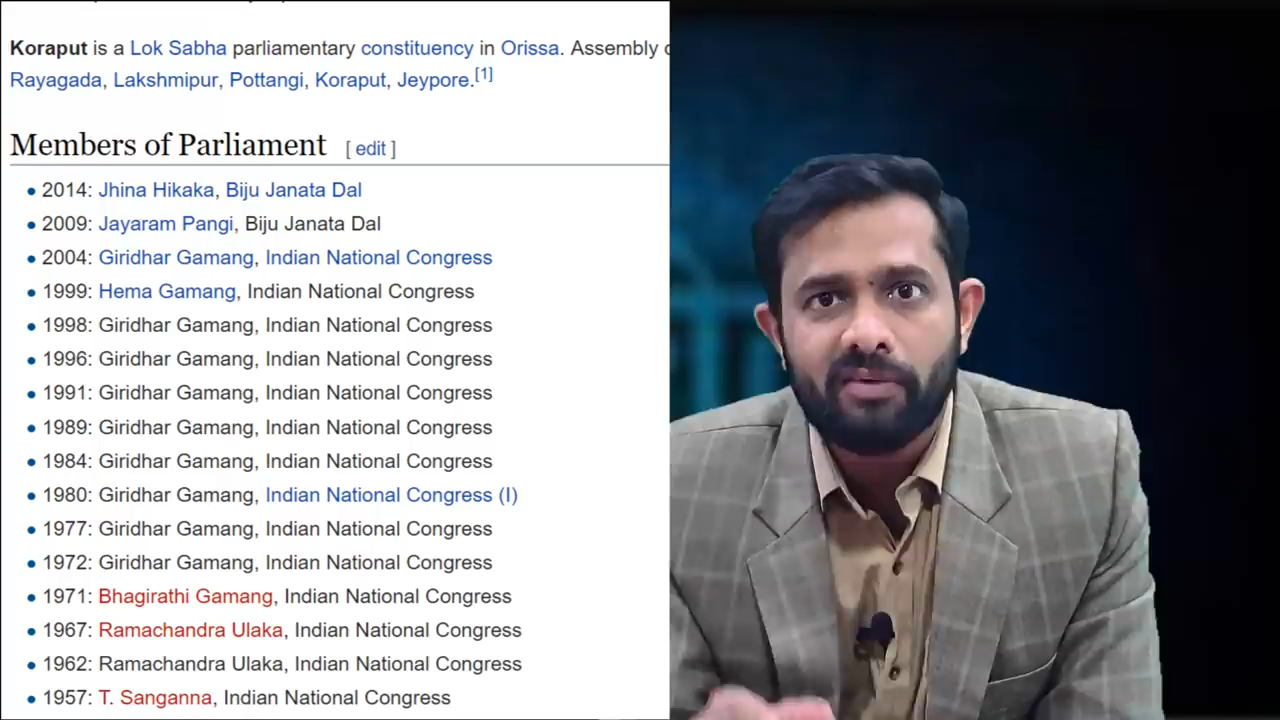 Koraput is a Lok Sabha parliamentary constituency in Orissa. Assembly
Rayagada, Lakshmipur, Pottangi, Koraput, Jeypore.[1]
Members of Parliament [ edit ]
• 2014: Jhina Hikaka, Biju Janata Dal
• 2009: Jayaram Pangi, Biju Janata Dal
• 2004: Giridhar Gamang, Indian National Congress
• 1999: Hema Gamang, Indian National Congress
• 1998: Giridhar Gamang, Indian National Congress
• 1996: Giridhar Gamang, Indian National Congress
• 1991: Giridhar Gamang, Indian National Congress
• 1989: Giridhar Gamang, Indian National Congress
• 1984: Giridhar Gamang, Indian National Congress
• 1980: Giridhar Gamang, Indian National Congress (I)
• 1977: Giridhar Gamang, Indian National Congress
• 1972: Giridhar Gamang, Indian National Congress
• 1971: Bhagirathi Gamang, Indian National Congress
• 1967: Ramachandra Ulaka, Indian National Congress
• 1962: Ramachandra Ulaka, Indian National Congress
• 1957: T. Sanganna, Indian National Congress